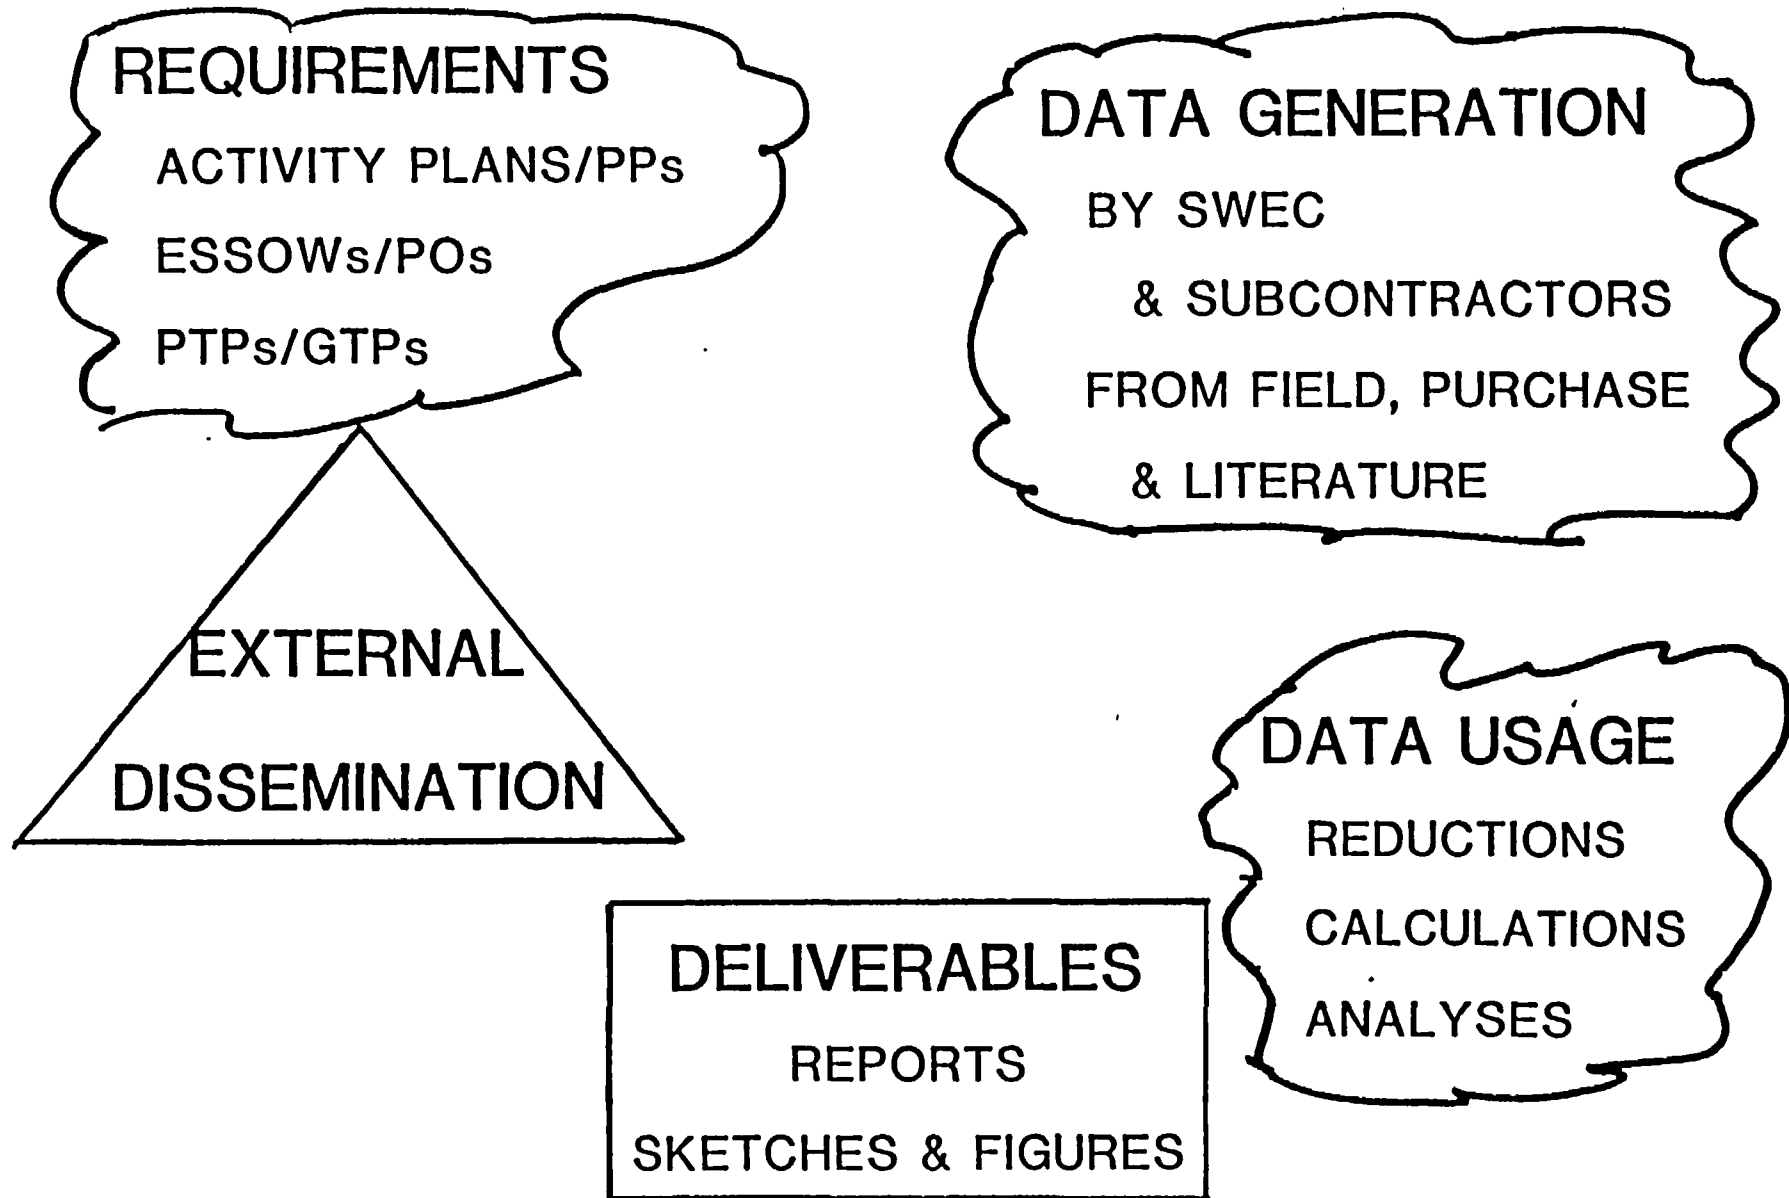 REQUIREMENTS
ACTIVITY PLANS/PPs
ESSOWs/POs
PTPs/GTPs
DATA GENERATION
BY SWEC
& SUBCONTRACTORS
FROM FIELD, PURCHASE
& LITERATURE
EXTERNAL
DISSEMINATION
DATA USAGE
REDUCTIONS
CALCULATIONS
ANALYSES
DELIVERABLES
REPORTS
SKETCHES & FIGURES